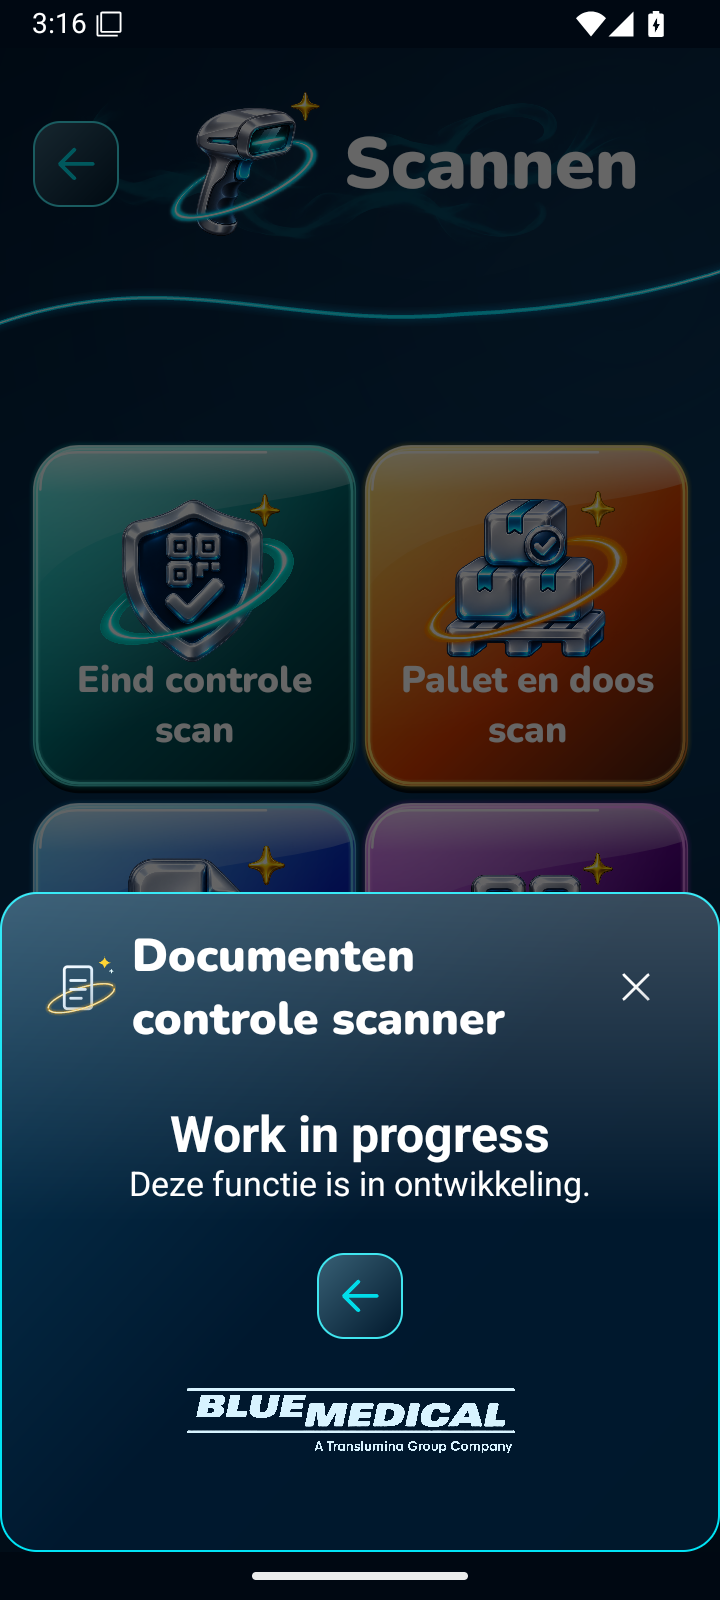 3:16
Scannen
Eind controle
scan
Pallet en doos
scan
Documenten
controle scanner
Work in progress
Deze functie is in ontwikkeling.
BLUEMEDICAL
A Translumina Group Company